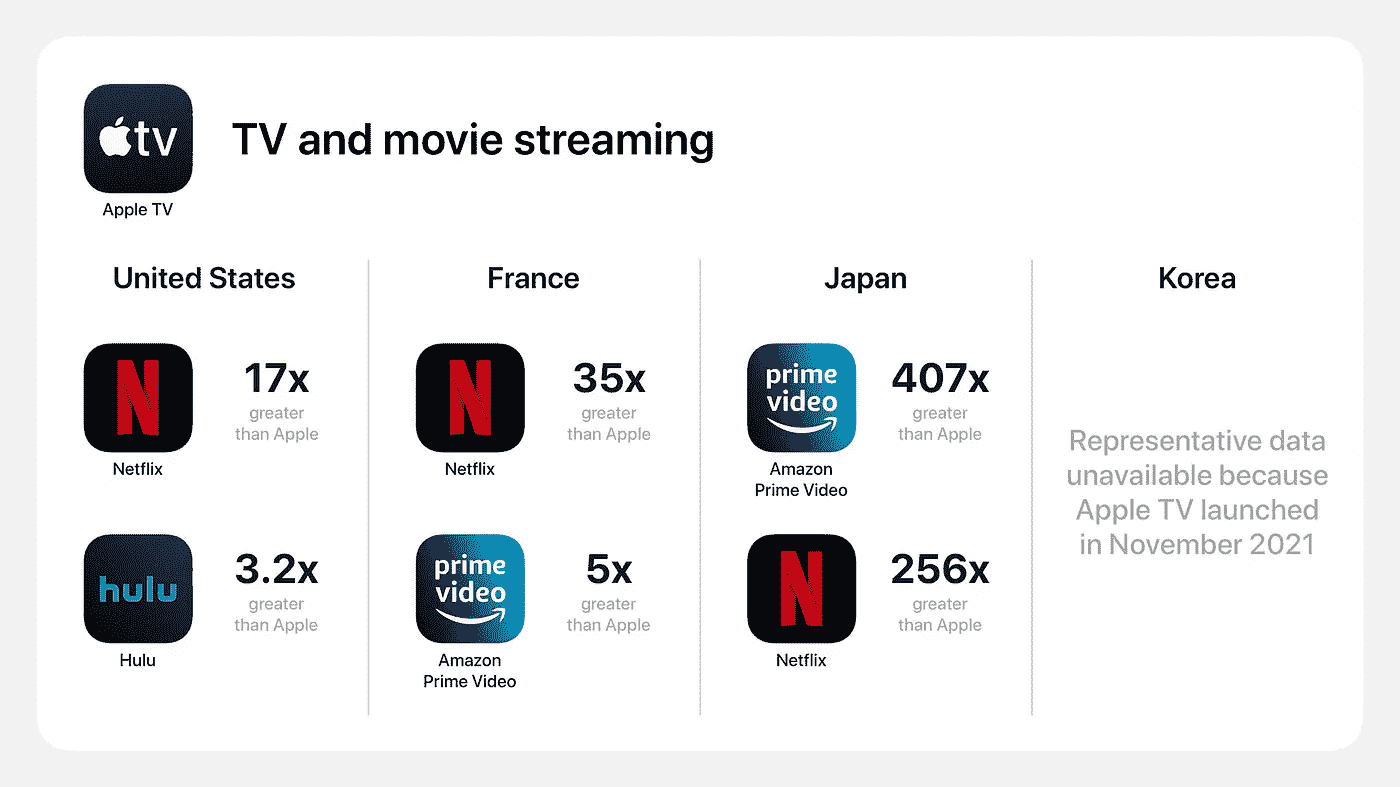 tv
TV and movie streaming
Apple TV
United States
N
17x
greater
than Apple
Netflix
hulu
3.2x
greater
than Apple
Hulu
France
N
35x
greater
than Apple
Netflix
prime
video
5x
greater
than Apple
Amazon
Prime Video
Japan
prime
video
407x
greater
than Apple
Amazon
Prime Video
N
256x
greater
than Apple
Netflix
Korea
Representative data
unavailable because
Apple TV launched
in November 2021